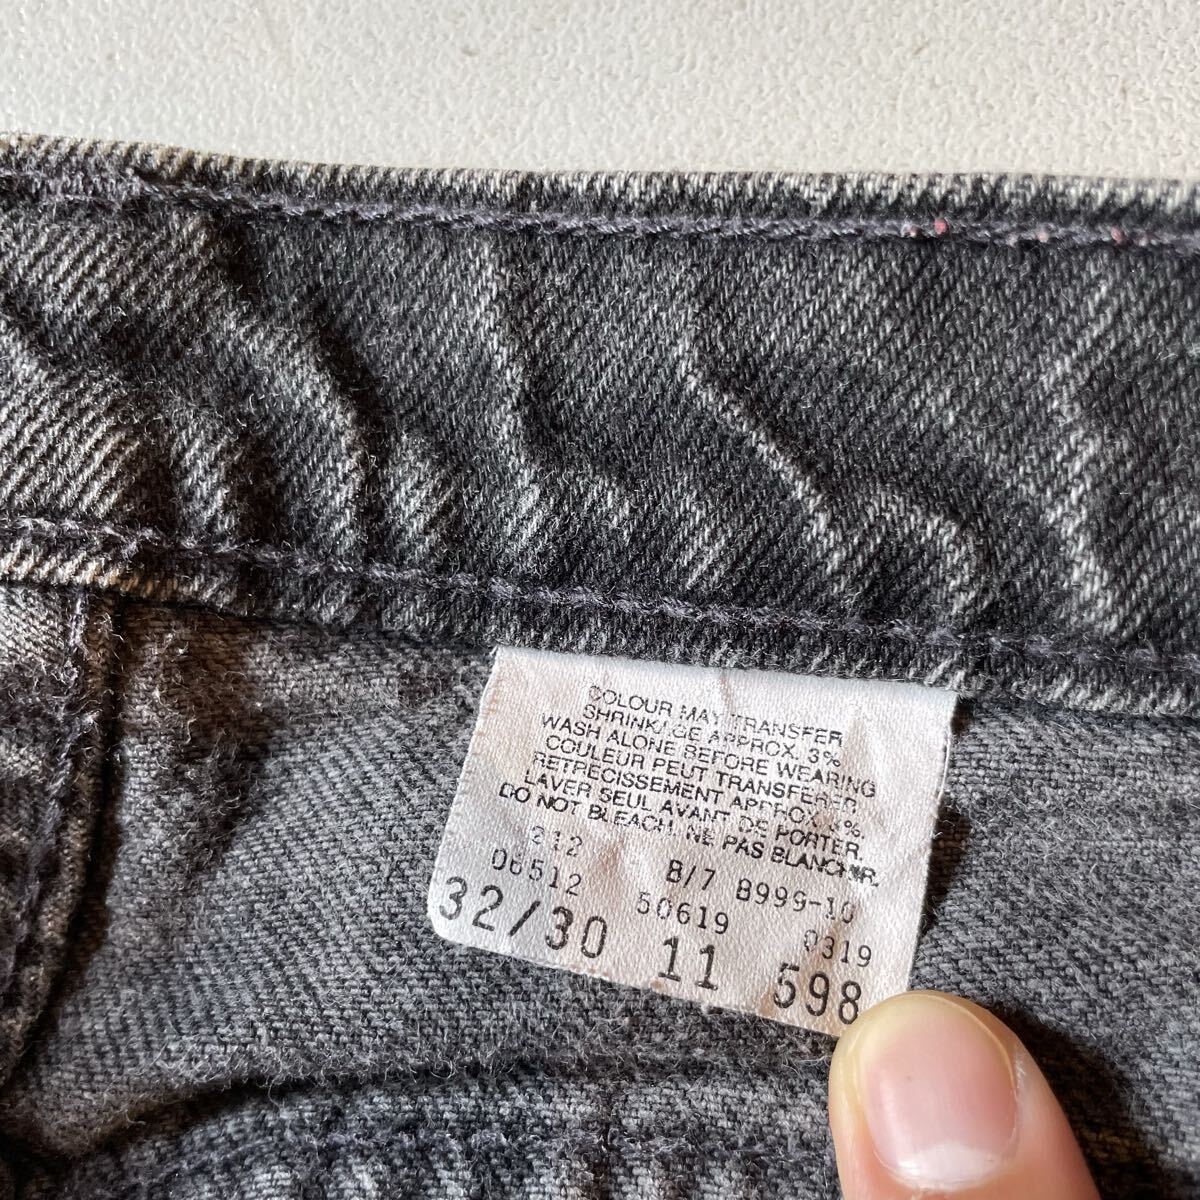 COLOUR MAY TRANSFER
SHRINKAGE APPROX. 3%
WASH ALONE BEFORE WEARING
COULEUR PEUT TRANSFERER
RETRECISSEMENT APPROX. 3%
LAVER SEUL AVANT DE PORTER.
DO NOT BLEACH. NE PAS BLANCHIR.
212 B/7 B999-10
06512 50619 0319
32/30 11 598